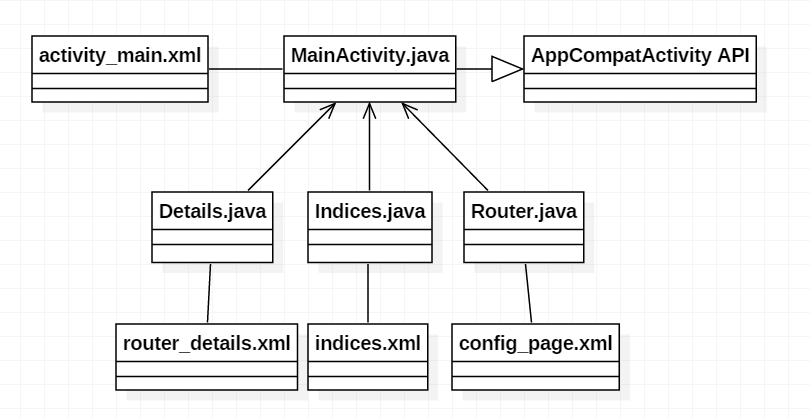 activity_main.xml
MainActivity.java
AppCompatActivity API
Details.java
Indices.java
Router.java
router_details.xml
indices.xml
config_page.xml